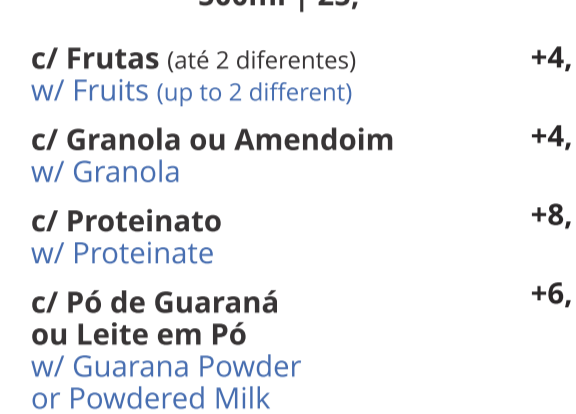 c/ Frutas (até 2 diferentes) +4,
w/ Fruits (up to 2 different)
c/ Granola ou Amendoim +4,
w/ Granola
c/ Proteinato +8,
w/ Proteinate
c/ Pó de Guaraná +6,
ou Leite em Pó
w/ Guarana Powder
or Powdered Milk